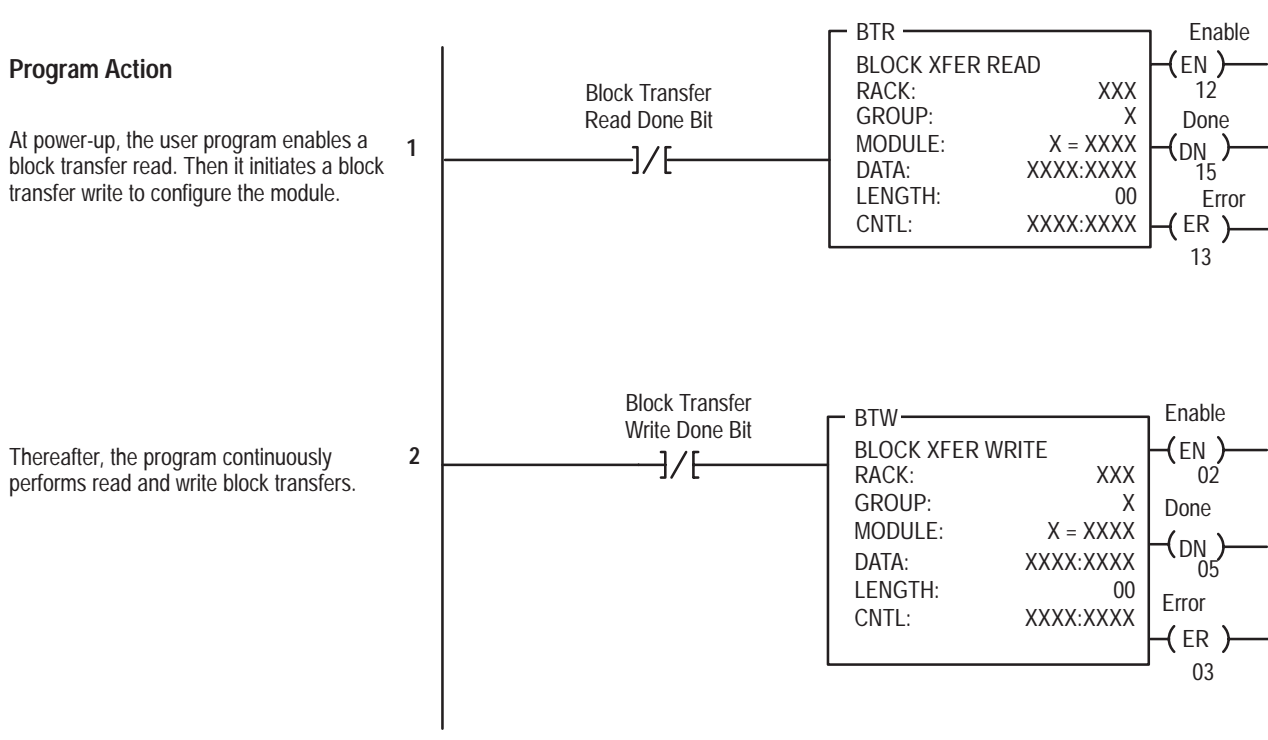 Program Action
At power-up, the user program enables a
block transfer read. Then it initiates a block
transfer write to configure the module.
1
Block Transfer
Read Done Bit
]/[
BTR
BLOCK XFER READ
RACK: XXX
GROUP: X
MODULE: X = XXXX
DATA: XXXX:XXXX
LENGTH: 00
CNTL: XXXX:XXXX
Enable
(EN)
12
Done
(DN)
15
Error
(ER)
13
Thereafter, the program continuously
performs read and write block transfers.
2
Block Transfer
Write Done Bit
]/[
BTW
BLOCK XFER WRITE
RACK: XXX
GROUP: X
MODULE: X = XXXX
DATA: XXXX:XXXX
LENGTH: 00
CNTL: XXXX:XXXX
Enable
(EN)
02
Done
(DN)
05
Error
(ER)
03